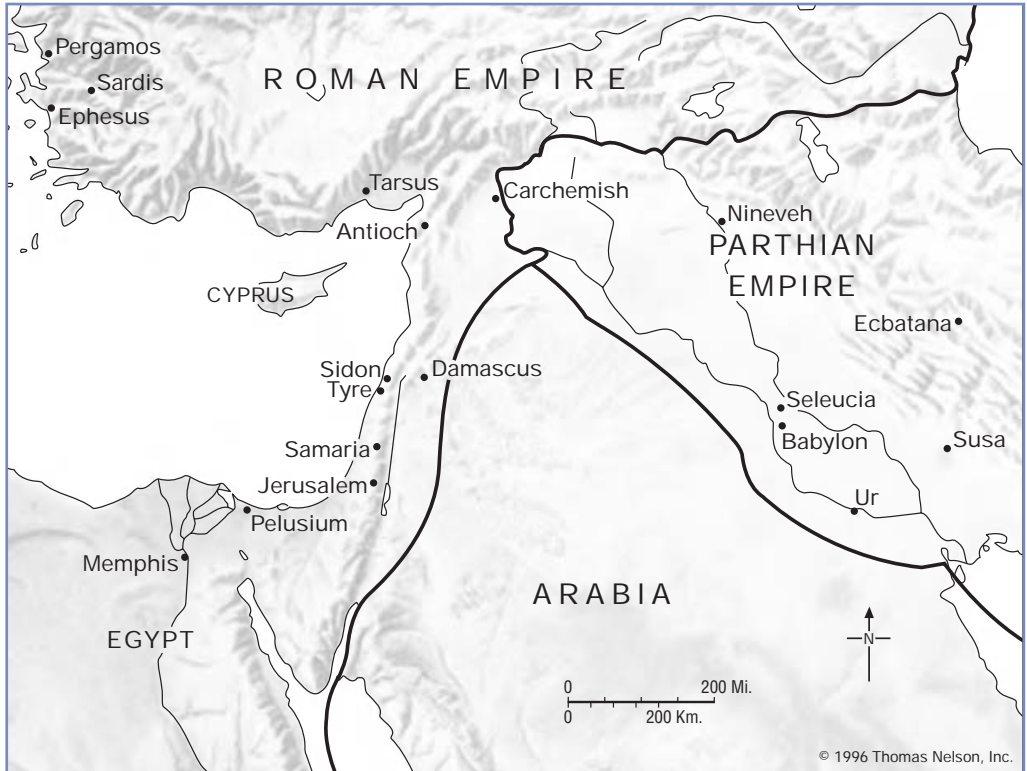 Pergamos
Sardis
Ephesus
ROMAN EMPIRE
Tarsus
Antioch
Carchemish
Nineveh
PARTHIAN
EMPIRE
CYPRUS
Ecbatana
Sidon
Tyre
Damascus
Seleucia
Babylon
Susa
Samaria
Jerusalem
Ur
Pelusium
Memphis
ARABIA
EGYPT
N
0 200 Mi.
0 200 Km.
© 1996 Thomas Nelson, Inc.